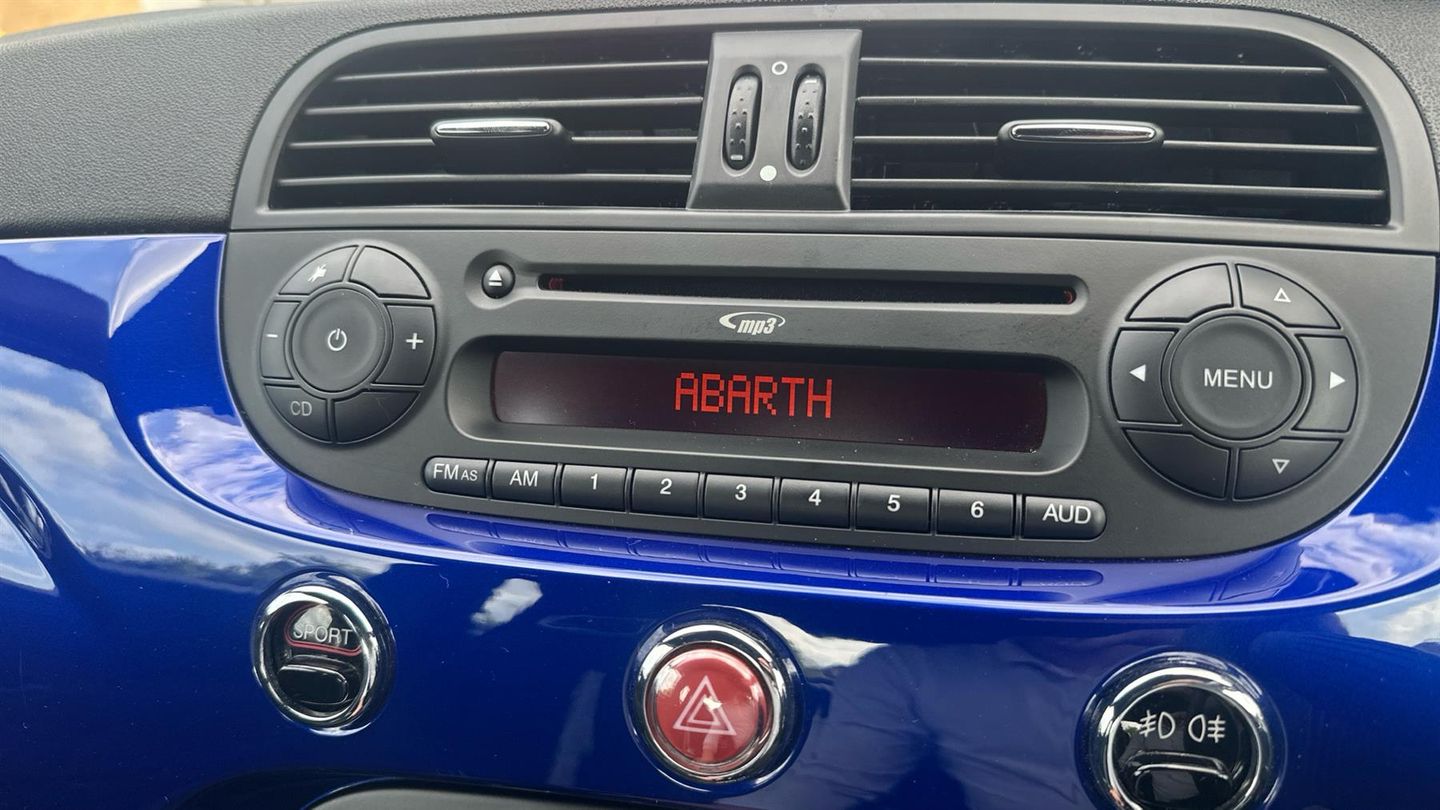 mp3
- + CD
ABARTH
MENU
FM AS AM 1 2 3 4 5 6 AUD
SPORT